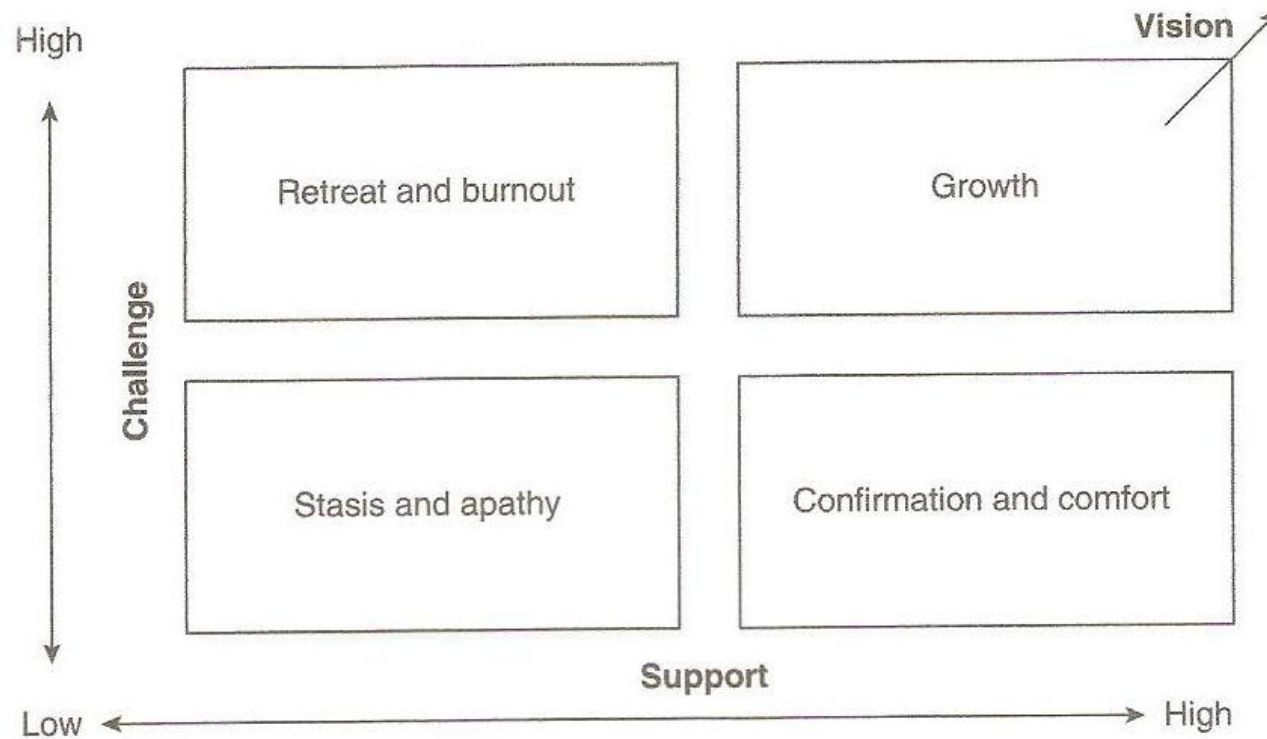 Vision
High
Retreat and burnout
Growth
Challenge
Stasis and apathy
Confirmation and comfort
Support
Low
High